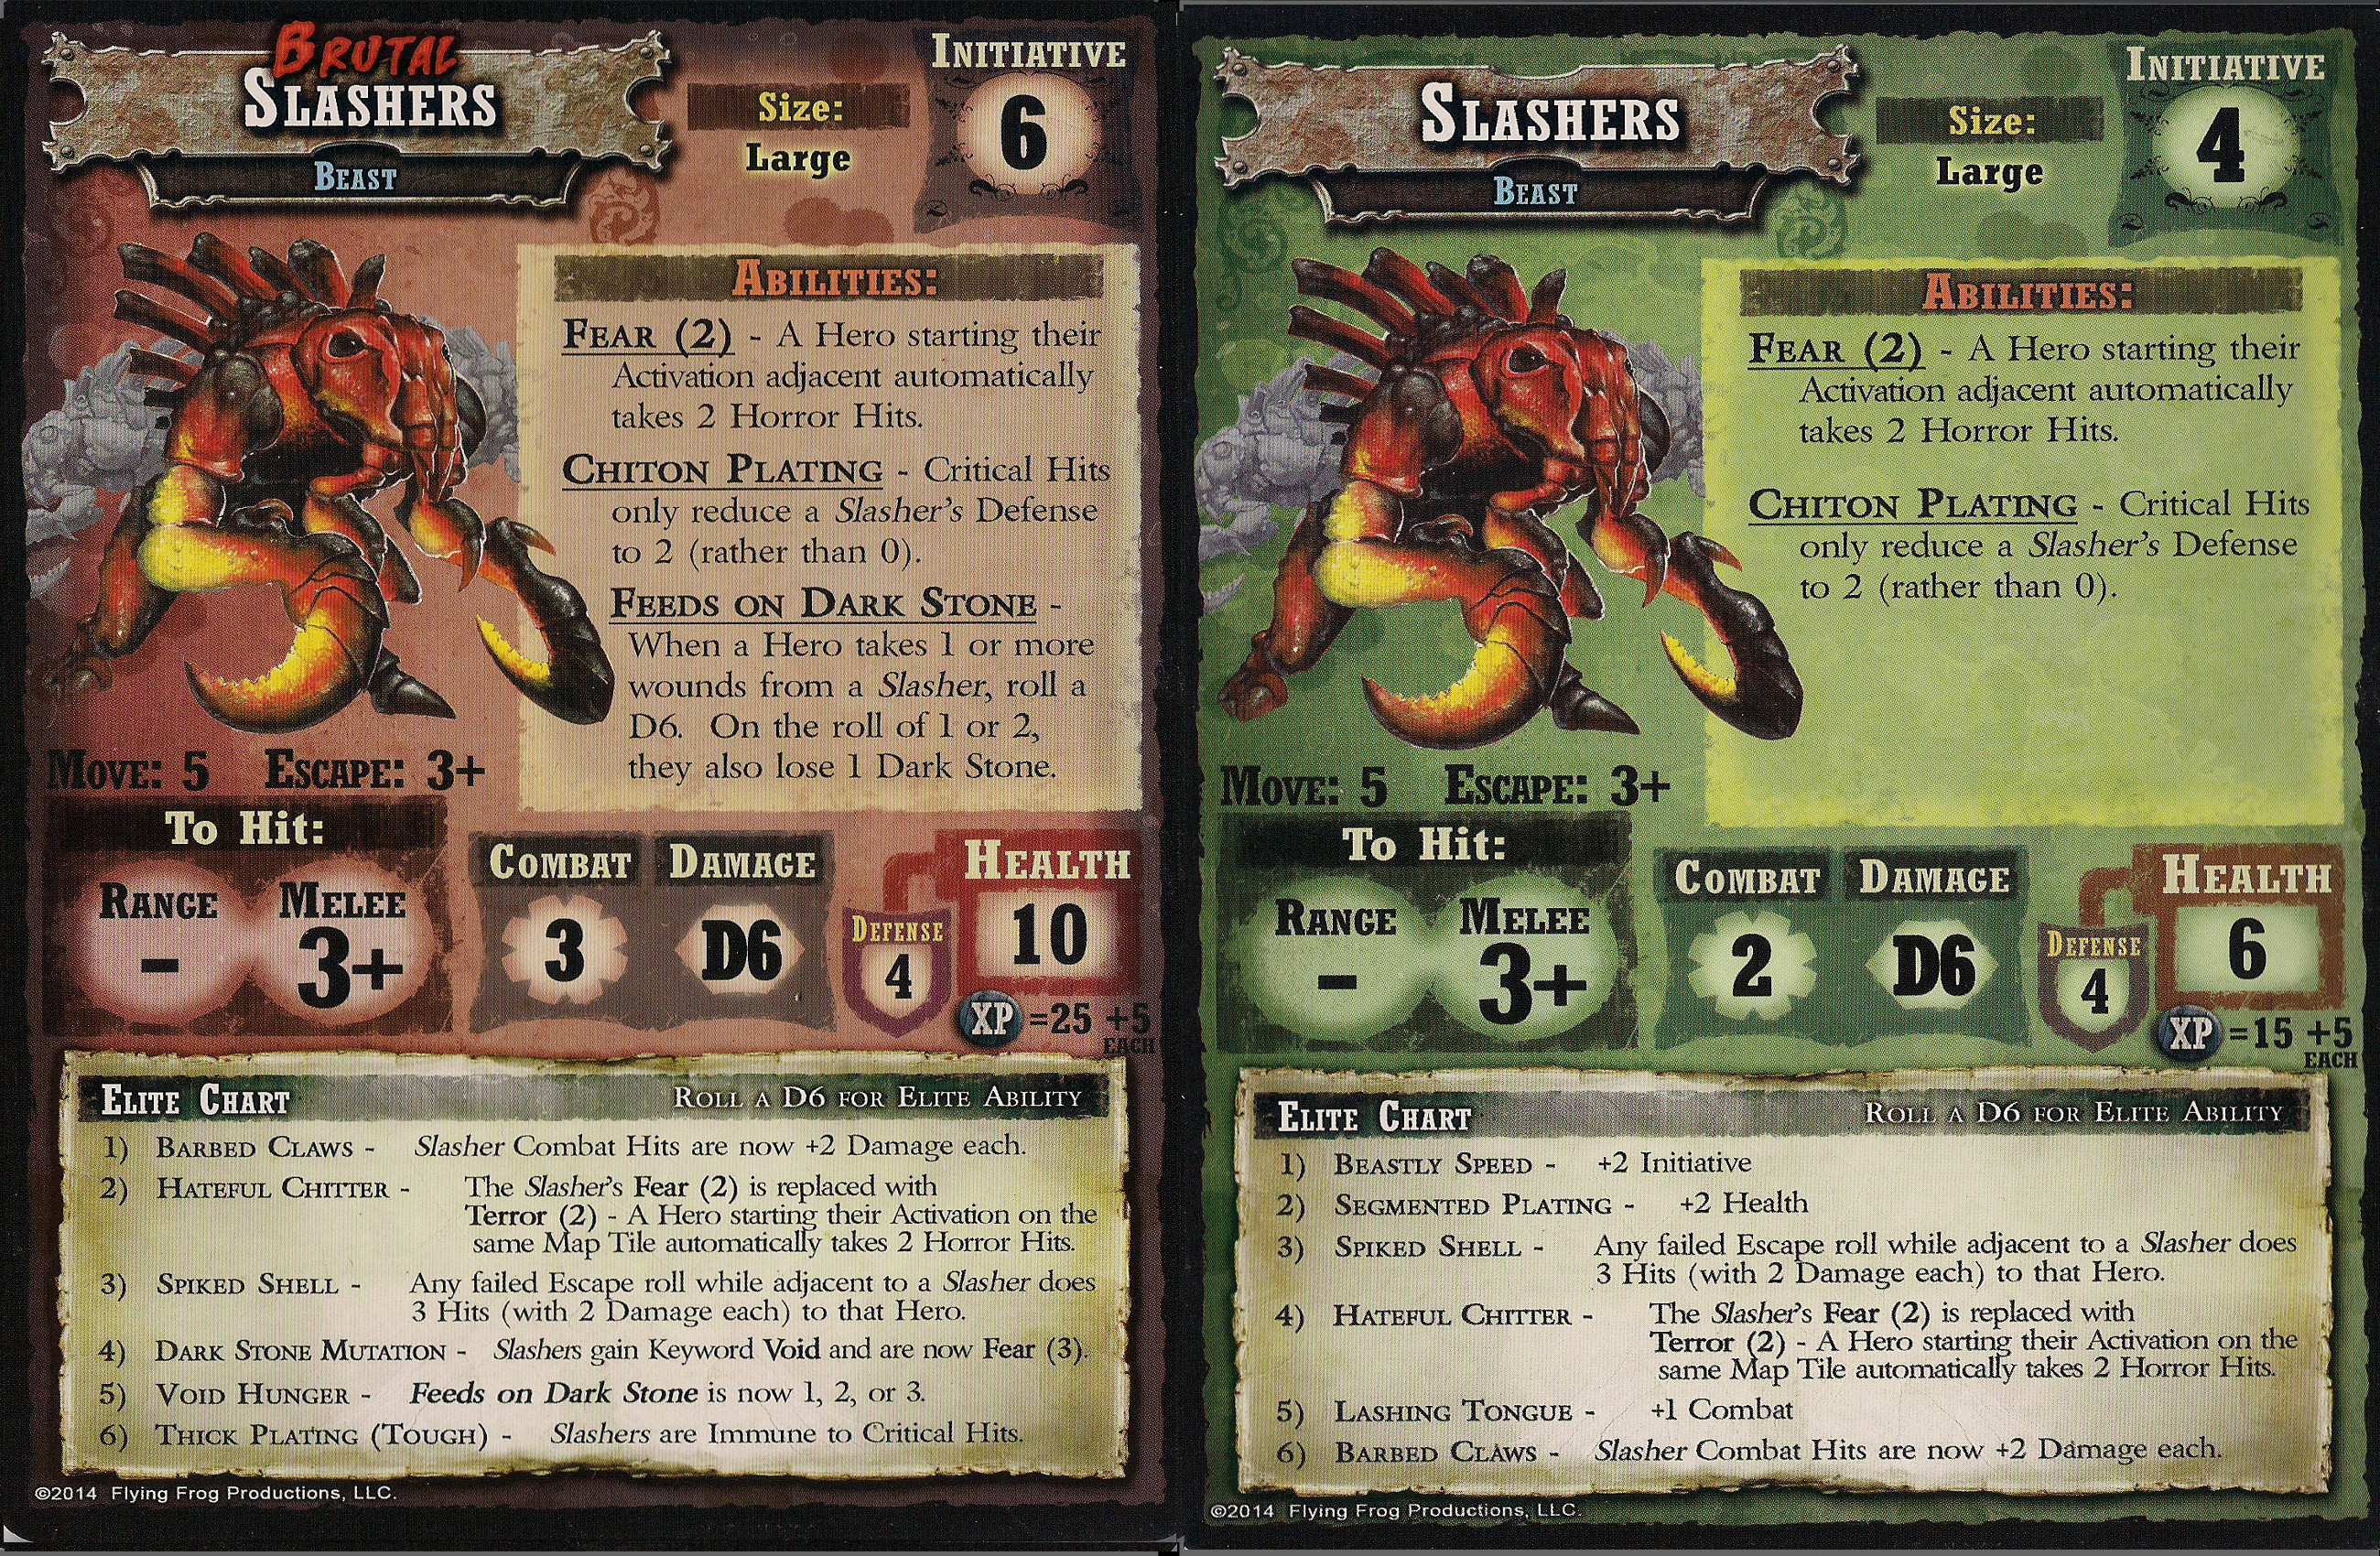 BRUTAL
SLASHERS
BEAST
Size:
Large
INITIATIVE
6
ABILITIES:
FEAR (2) - A Hero starting their
Activation adjacent automatically
takes 2 Horror Hits.
CHITON PLATING - Critical Hits
only reduce a Slasher's Defense
to 2 (rather than 0).
FEEDS ON DARK STONE -
When a Hero takes 1 or more
wounds from a Slasher, roll a
D6. On the roll of 1 or 2,
they also lose 1 Dark Stone.
MOVE: 5 ESCAPE: 3+
To Hit:
RANGE MELEE
- 3+
COMBAT DAMAGE
3 D6
DEFENSE
4
HEALTH
10
XP =25 +5
EACH
ELITE CHART ROLL A D6 FOR ELITE ABILITY
1) BARBED CLAWS - Slasher Combat Hits are now +2 Damage each.
2) HATEFUL CHITTER - The Slasher's Fear (2) is replaced with
Terror (2) - A Hero starting their Activation on the
same Map Tile automatically takes 2 Horror Hits.
3) SPIKED SHELL - Any failed Escape roll while adjacent to a Slasher does
3 Hits (with 2 Damage each) to that Hero.
4) DARK STONE MUTATION - Slashers gain Keyword Void and are now Fear (3).
5) VOID HUNGER - Feeds on Dark Stone is now 1, 2, or 3.
6) THICK PLATING (TOUGH) - Slashers are Immune to Critical Hits.
©2014 Flying Frog Productions, LLC.
SLASHERS
BEAST
Size:
Large
INITIATIVE
4
ABILITIES:
FEAR (2) - A Hero starting their
Activation adjacent automatically
takes 2 Horror Hits.
CHITON PLATING - Critical Hits
only reduce a Slasher's Defense
to 2 (rather than 0).
MOVE: 5 ESCAPE: 3+
To Hit:
RANGE MELEE
- 3+
COMBAT DAMAGE
2 D6
DEFENSE
4
HEALTH
6
XP =15 +5
EACH
ELITE CHART ROLL A D6 FOR ELITE ABILITY
1) BEASTLY SPEED - +2 Initiative
2) SEGMENTED PLATING - +2 Health
3) SPIKED SHELL - Any failed Escape roll while adjacent to a Slasher does
3 Hits (with 2 Damage each) to that Hero.
4) HATEFUL CHITTER - The Slasher's Fear (2) is replaced with
Terror (2) - A Hero starting their Activation on the
same Map Tile automatically takes 2 Horror Hits.
5) LASHING TONGUE - +1 Combat
6) BARBED CLAWS - Slasher Combat Hits are now +2 Damage each.
©2014 Flying Frog Productions, LLC.